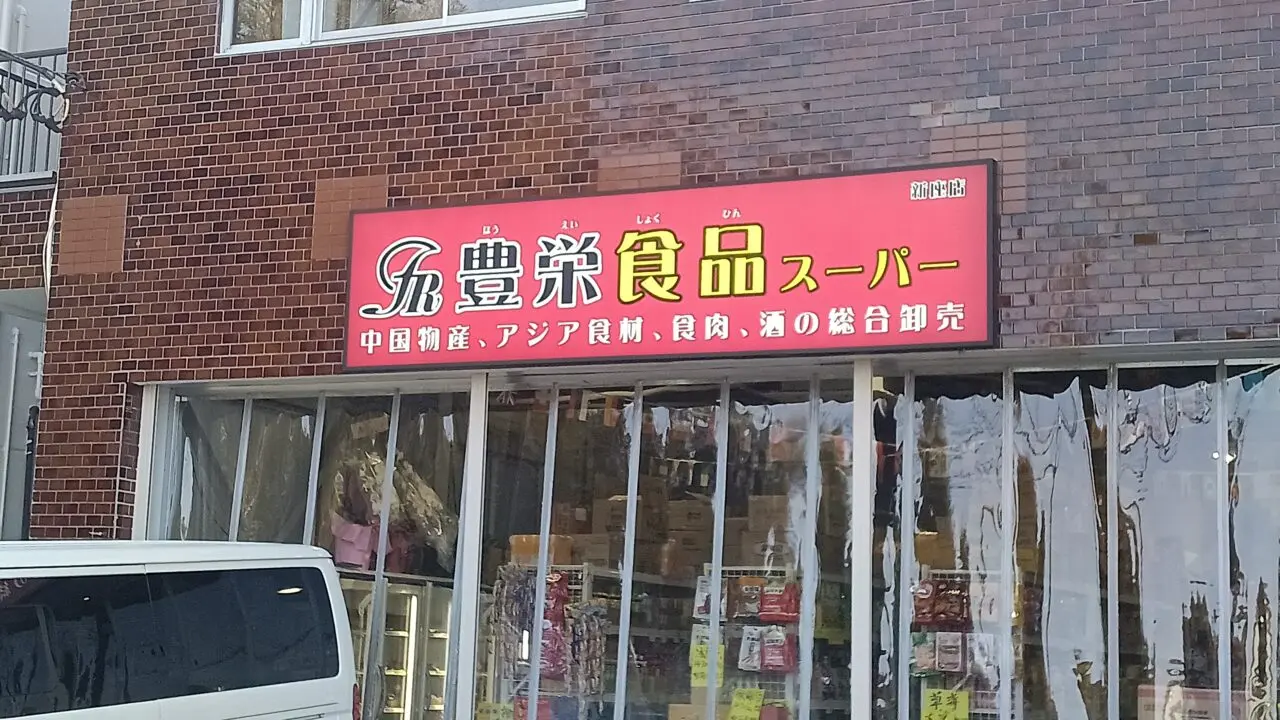 新座店
ほうえいしょくひん
豊栄食品スーパー
中国物産、アジア食材、食肉、酒の総合卸売